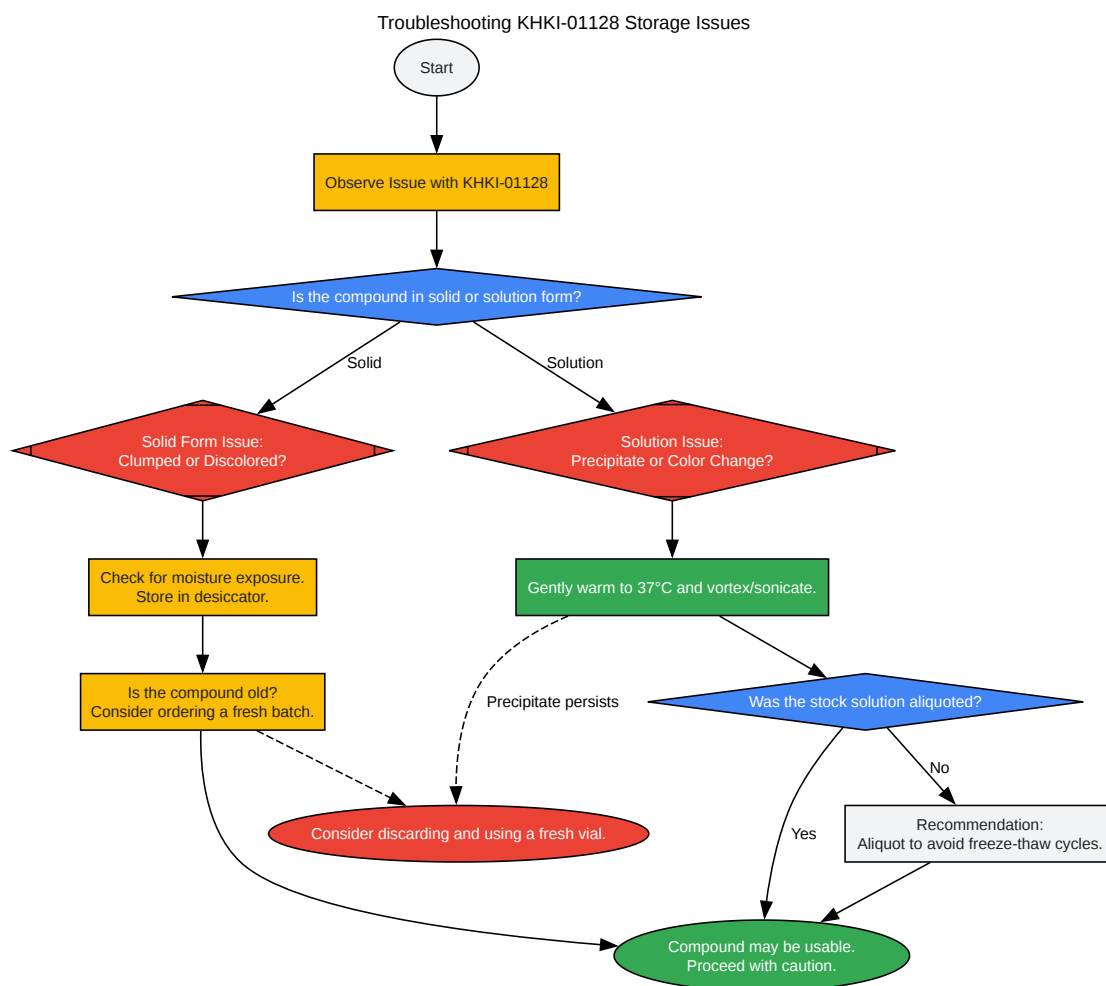 Troubleshooting KHKI-01128 Storage Issues
Start
Observe Issue with KHKI-01128
Is the compound in solid or solution form?
Solid
Solution
Solid Form Issue:
Clumped or Discolored?
Solution Issue:
Precipitate or Color Change?
Check for moisture exposure.
Store in desiccator.
Gently warm to 37°C and vortex/sonicate.
Is the compound old?
Consider ordering a fresh batch.
Precipitate persists
Was the stock solution aliquoted?
No
Consider discarding and using a fresh vial.
Yes
Recommendation:
Aliquot to avoid freeze-thaw cycles.
Compound may be usable.
Proceed with caution.